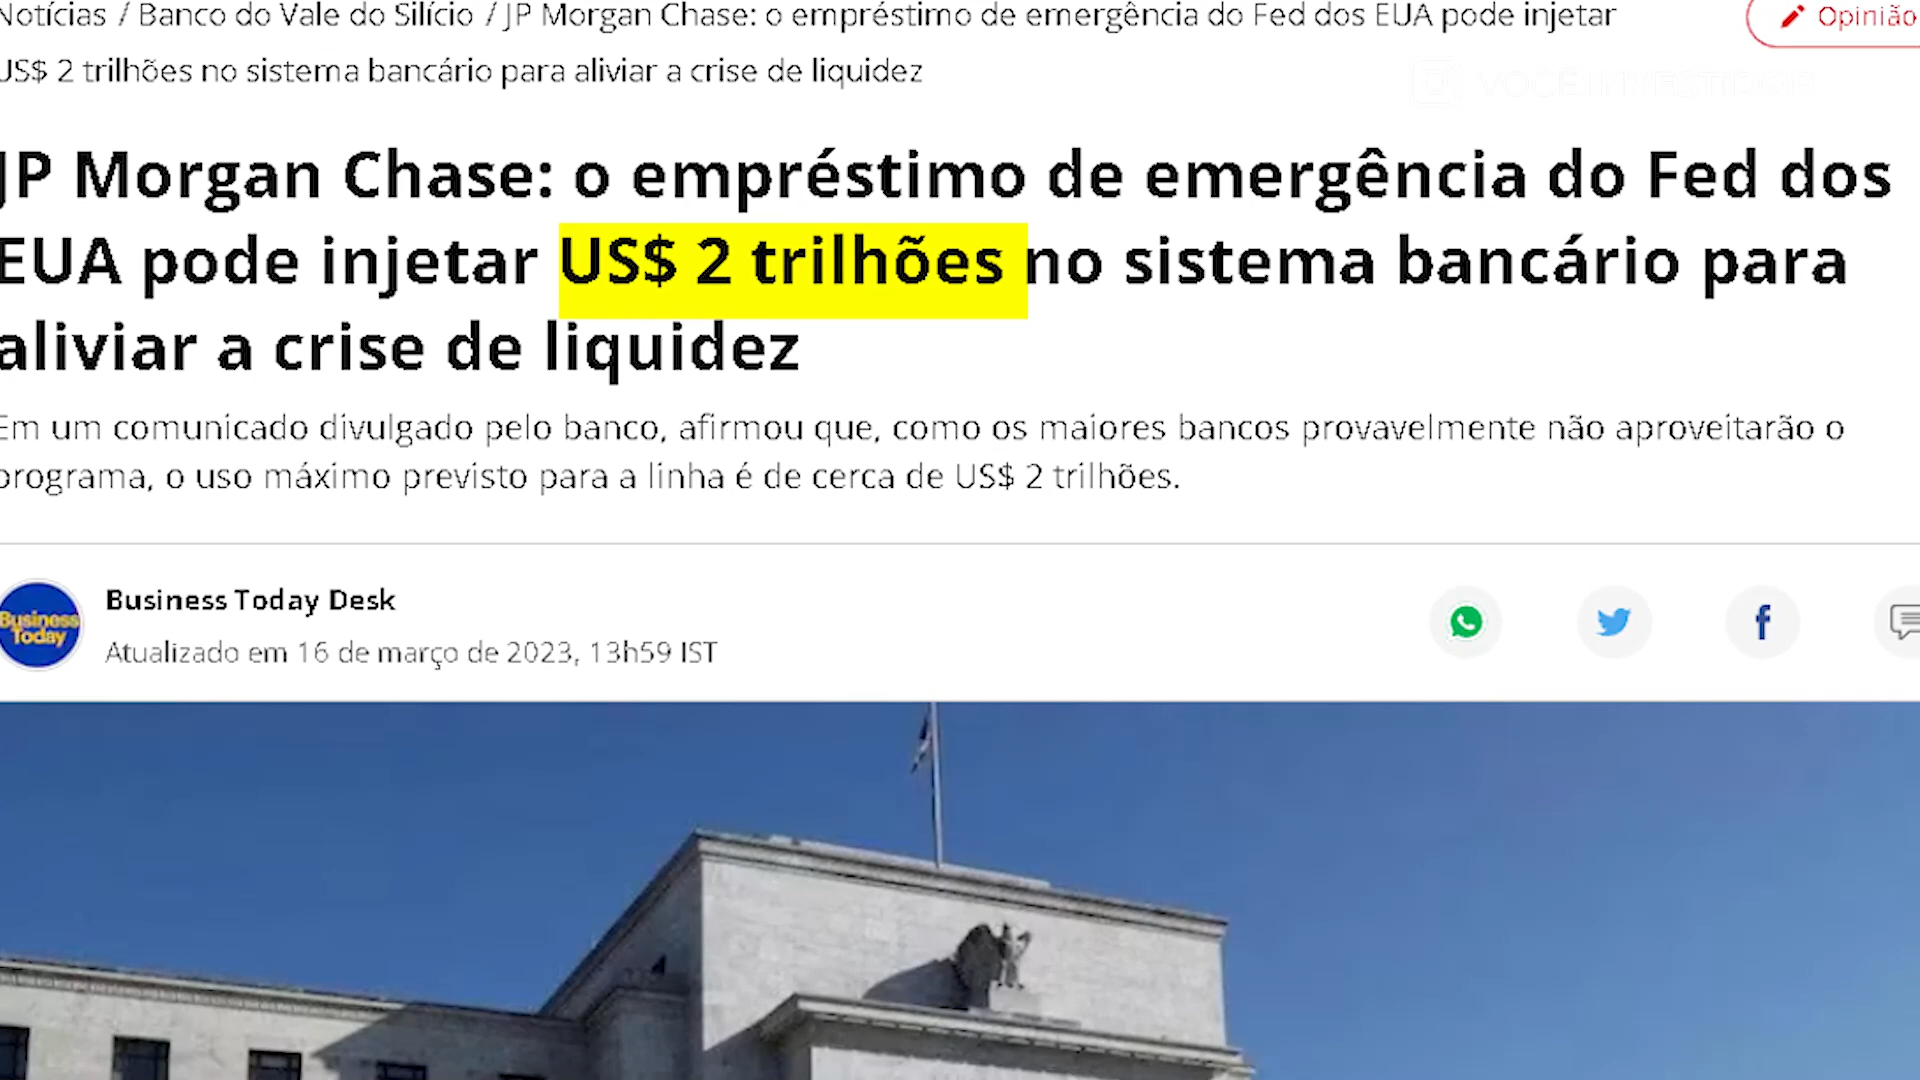 Notícias / Banco do Vale do Silício / JP Morgan Chase: o empréstimo de emergência do Fed dos EUA pode injetar
US$ 2 trilhões no sistema bancário para aliviar a crise de liquidez
Opinião
JP Morgan Chase: o empréstimo de emergência do Fed dos
EUA pode injetar US$ 2 trilhões no sistema bancário para
aliviar a crise de liquidez
Em um comunicado divulgado pelo banco, afirmou que, como os maiores bancos provavelmente não aproveitarão o
programa, o uso máximo previsto para a linha é de cerca de US$ 2 trilhões.
Business
Today
Business Today Desk
Atualizado em 16 de março de 2023, 13h59 IST